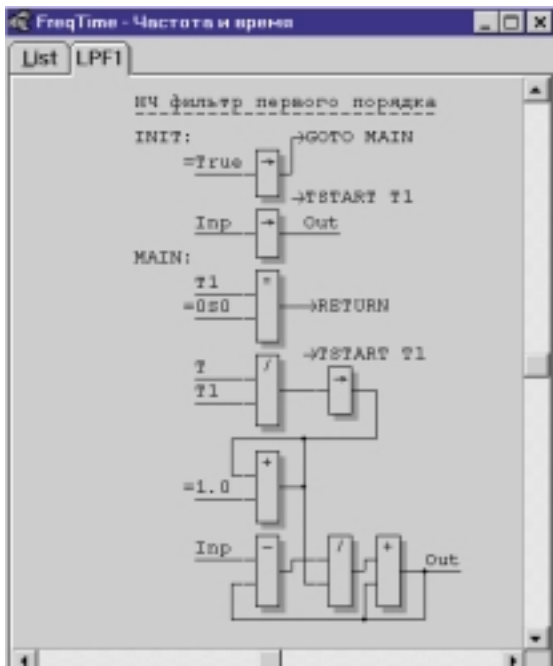 FreqTime - Частота и время
List LPF1
НЧ фильтр первого порядка
INIT: →GOTO MAIN
=True →
→TSTART T1
Inp → Out
MAIN:
T1 =
=0s0 →RETURN
→TSTART T1
T / →
T1
+
=1.0
Inp - / + Out